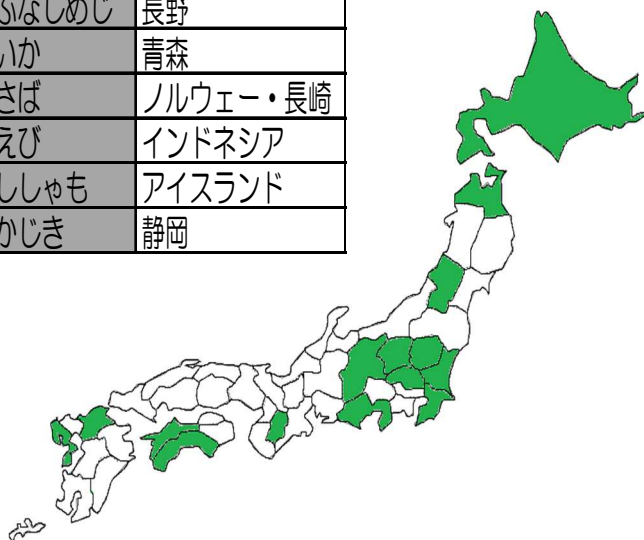 ぶなしめじ 長野
いか 青森
さば ノルウェー・長崎
えび インドネシア
ししゃも アイスランド
かじき 静岡